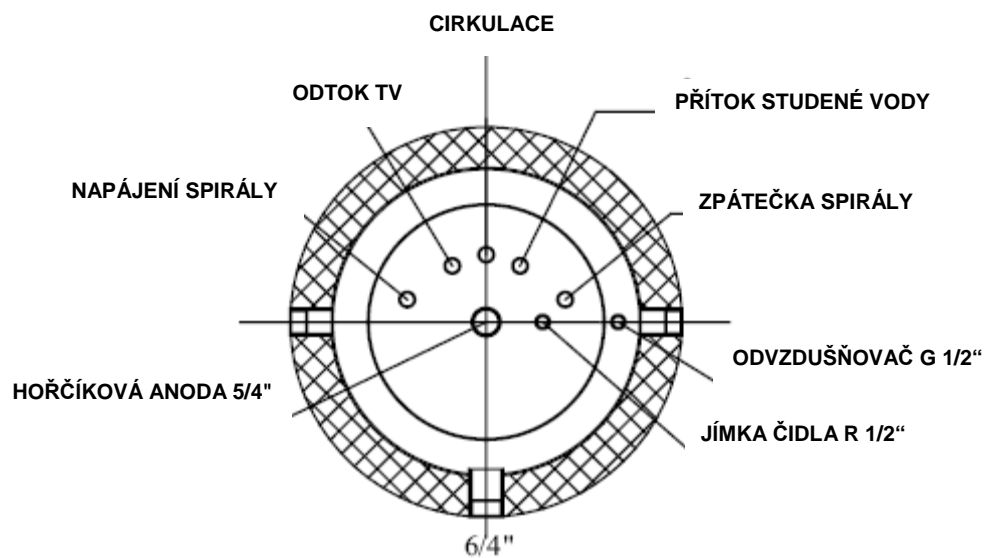 CIRKULACE
ODTOK TV
PŘÍTOK STUDENÉ VODY
NAPÁJENÍ SPIRÁLY
ZPÁTEČKA SPIRÁLY
ODVZDUŠŇOVAČ G 1/2“
HOŘČÍKOVÁ ANODA 5/4"
JÍMKA ČIDLA R 1/2“
6/4"